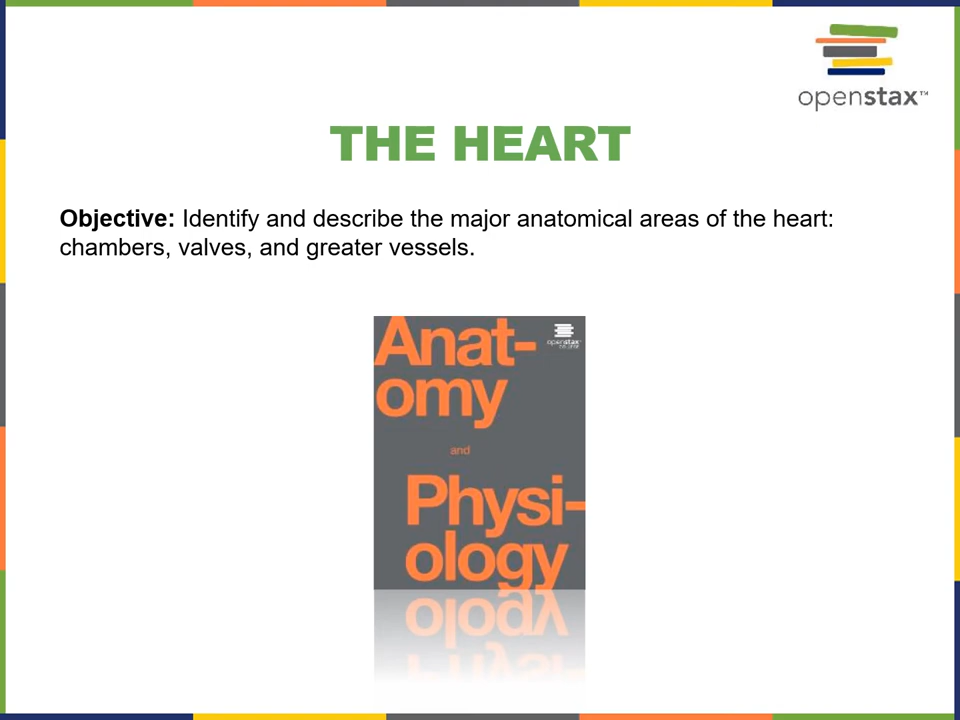 openstax™
THE HEART
Objective: Identify and describe the major anatomical areas of the heart:
chambers, valves, and greater vessels.
Anat-
openstax
omy
and
Physi-
ology